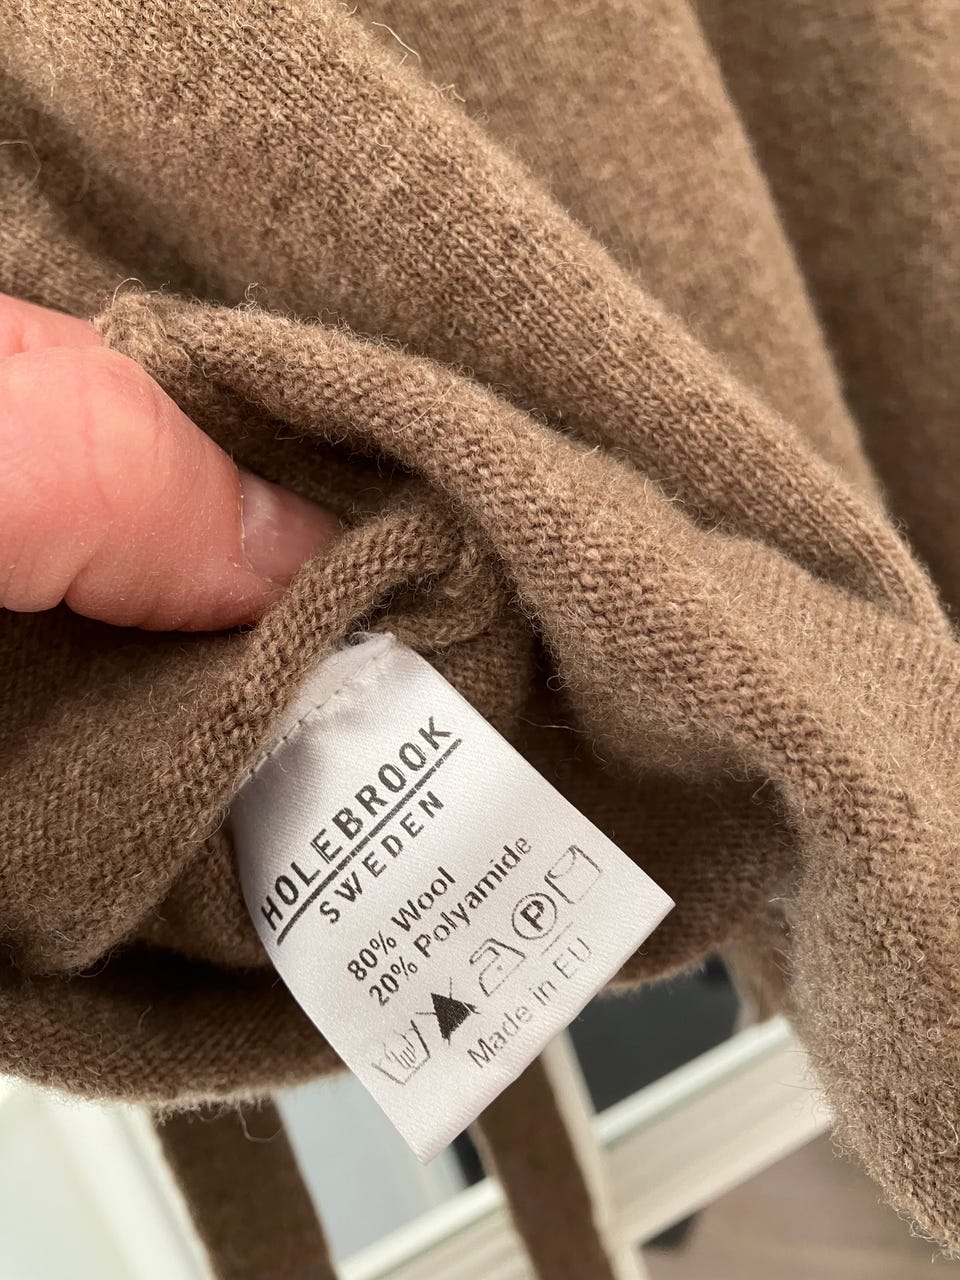 HOLEBROOK
SWEDEN
80% Wool
20% Polyamide
P
Made in EU